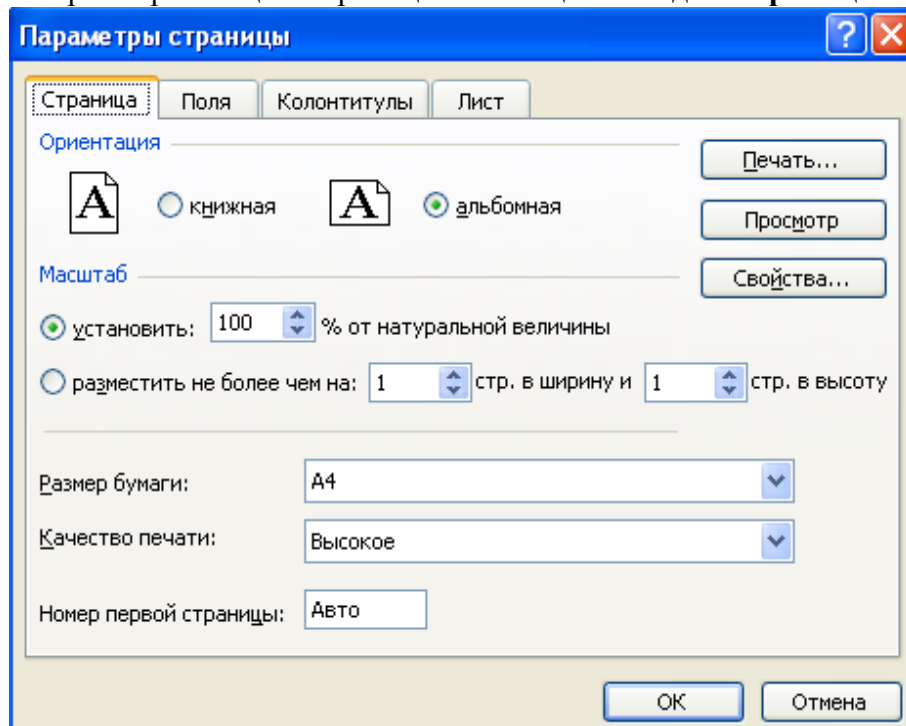 Параметры страницы
Страница Поля Колонтитулы Лист
Ориентация
Печать...
A книжная A альбомная
Просмотр
Масштаб
Свойства...
установить: 100 % от натуральной величины
разместить не более чем на: 1 стр. в ширину и 1 стр. в высоту
Размер бумаги: A4
Качество печати: Высокое
Номер первой страницы: Авто
ОК Отмена